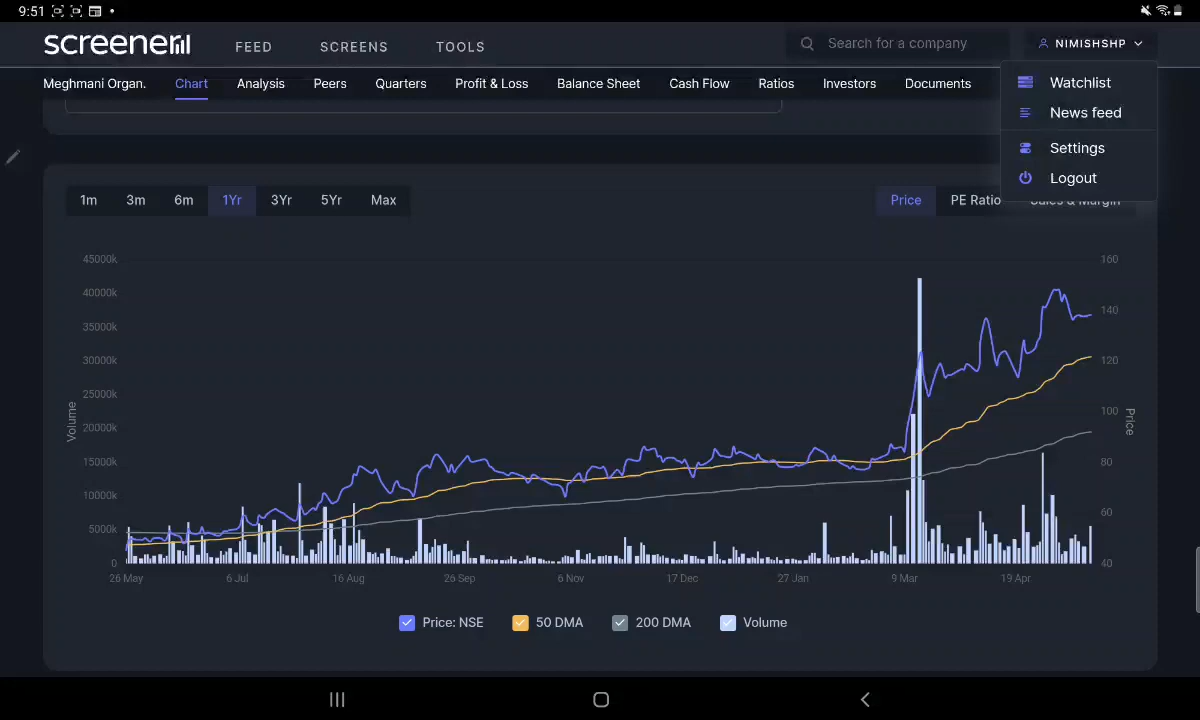 9:51
screener
FEED SCREENS TOOLS
Search for a company
NIMISHSHP
Meghmani Organ. Chart Analysis Peers Quarters Profit & Loss Balance Sheet Cash Flow Ratios Investors Documents
Watchlist
News feed
Settings
Logout
1m 3m 6m 1Yr 3Yr 5Yr Max
Price PE Ratio Sales & Margin
45000k
40000k
35000k
30000k
25000k
20000k
15000k
10000k
5000k
0
Volume
160
140
120
100
80
60
40
Price
26 May 6 Jul 16 Aug 26 Sep 6 Nov 17 Dec 27 Jan 9 Mar 19 Apr
Price: NSE 50 DMA 200 DMA Volume